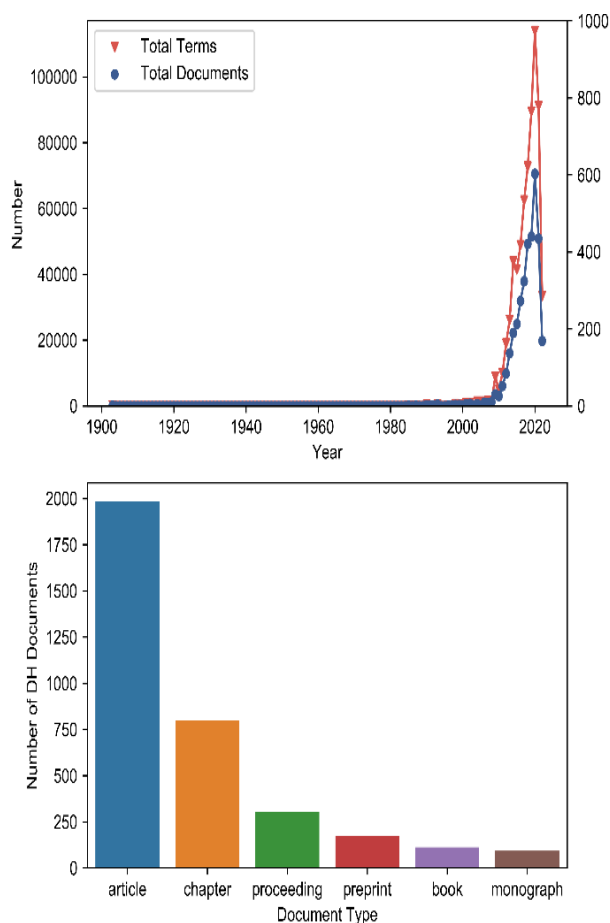 Total Terms
Total Documents
1000
100000
800
80000
600
60000
400
40000
200
20000
0
0
Number
1900 1920 1940 1960 1980 2000 2020
Year
2000
1750
1500
1250
1000
750
500
250
0
Number of DH Documents
article chapter proceeding preprint book monograph
Document Type